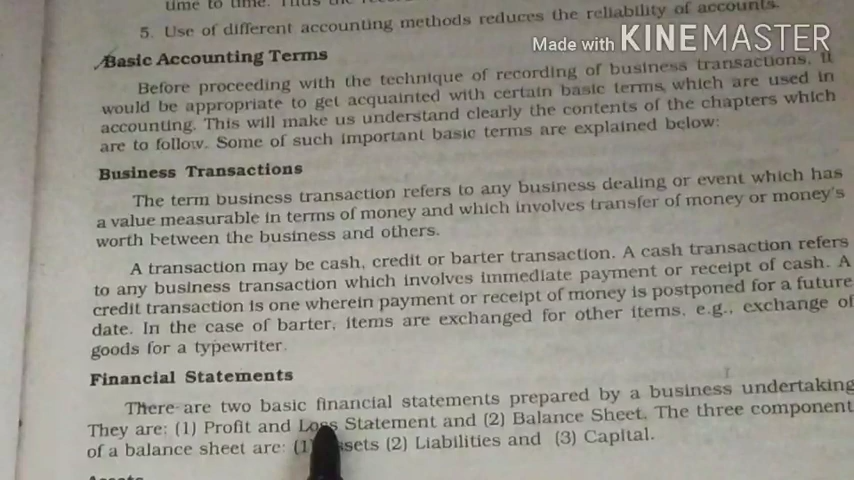 time to time. Thus the
5. Use of different accounting methods reduces the reliability of accounts.
Made with KINEMASTER
Basic Accounting Terms
Before proceeding with the technique of recording of business transactions, it
would be appropriate to get acquainted with certain basic terms, which are used in
accounting. This will make us understand clearly the contents of the chapters which
are to follow. Some of such important basic terms are explained below:
Business Transactions
The term business transaction refers to any business dealing or event which has
a value measurable in terms of money and which involves transfer of money or money's
worth between the business and others.
A transaction may be cash, credit or barter transaction. A cash transaction refers
to any business transaction which involves immediate payment or receipt of cash. A
credit transaction is one wherein payment or receipt of money is postponed for a future
date. In the case of barter, items are exchanged for other items, e.g., exchange of
goods for a typewriter.
Financial Statements
There are two basic financial statements prepared by a business undertaking
They are: (1) Profit and Loss Statement and (2) Balance Sheet. The three component
of a balance sheet are: (1) Assets (2) Liabilities and (3) Capital.
Assets